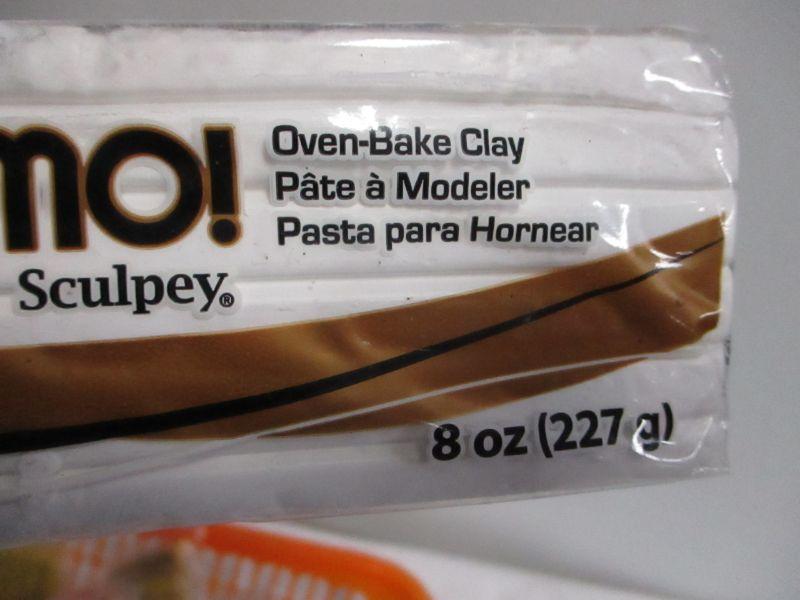 mo!
Sculpey®
Oven-Bake Clay
Pâte à Modeler
Pasta para Hornear
8 oz (227 g)